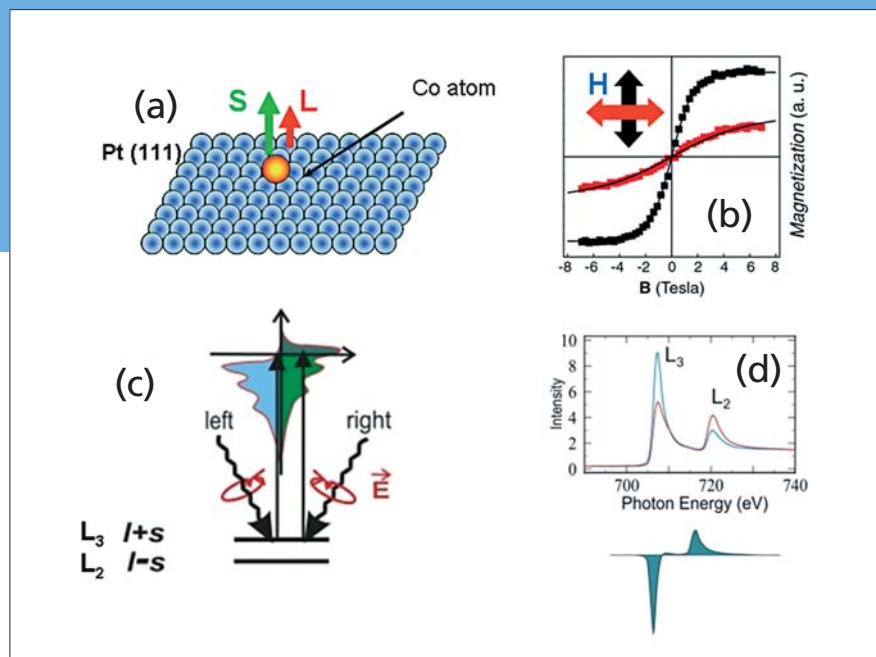 (a)
S
L
Co atom
Pt (111)
H
(b)
Magnetization (a. u.)
-8 -6 -4 -2 0 2 4 6 8
B (Tesla)
(c)
left
right
E
L3 l+s
L2 l-s
10
8
6
4
2
0
Intensity
L3
L2
(d)
700 720 740
Photon Energy (eV)